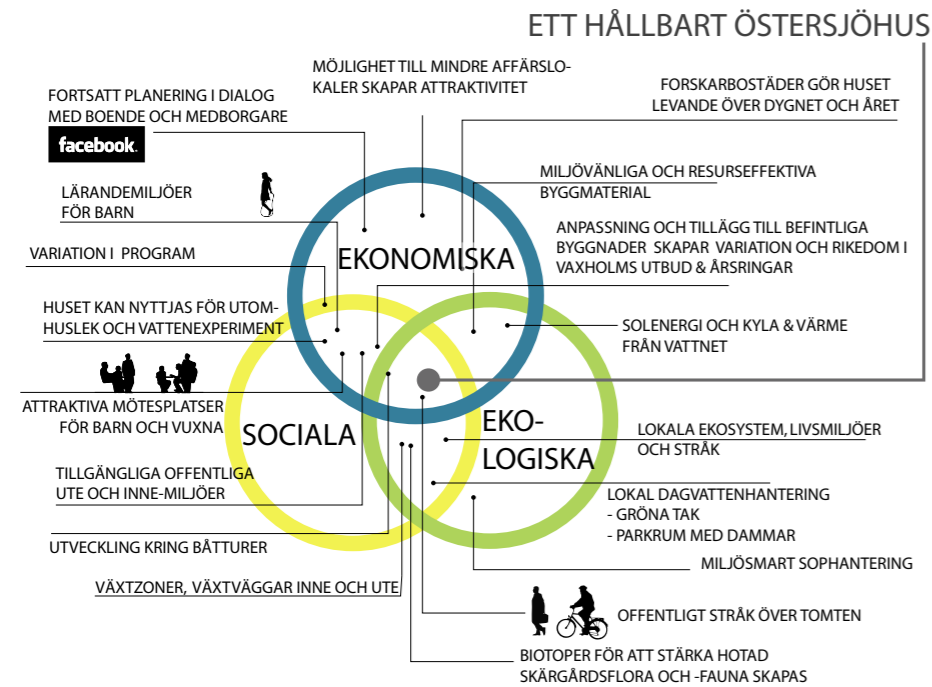 ETT HÅLLBART ÖSTERSJÖHUS
MÖJLIGHET TILL MINDRE AFFÄRSLO-
KALER SKAPAR ATTRAKTIVITET
FORSKARBOSTÄDER GÖR HUSET
LEVANDE ÖVER DYGNET OCH ÅRET
FORTSATT PLANERING I DIALOG
MED BOENDE OCH MEDBORGARE
facebook.
MILJÖVÄNLIGA OCH RESURSEFFEKTIVA
BYGGMATERIAL
LÄRANDEMILJÖER
FÖR BARN
ANPASSNING OCH TILLÄGG TILL BEFINTLIGA
BYGGNADER SKAPAR VARIATION OCH RIKEDOM I
VAXHOLMS UTBUD & ÅRSRINGAR
VARIATION I PROGRAM
EKONOMISKA
HUSET KAN NYTTJAS FÖR UTOM-
HUSLEK OCH VATTENEXPERIMENT
SOLENERGI OCH KYLA & VÄRME
FRÅN VATTNET
ATTRAKTIVA MÖTESPLATSER
FÖR BARN OCH VUXNA
SOCIALA
EKO-
LOGISKA
LOKALA EKOSYSTEM, LIVSMILJÖER
OCH STRÅK
TILLGÄNGLIGA OFFENTLIGA
UTE OCH INNE-MILJÖER
LOKAL DAGVATTENHANTERING
- GRÖNA TAK
- PARKRUM MED DAMMAR
UTVECKLING KRING BÅTTURER
MILJÖSMART SOPHANTERING
VÄXTZONER, VÄXTVÄGGAR INNE OCH UTE
OFFENTLIGT STRÅK ÖVER TOMTEN
BIOTOPER FÖR ATT STÄRKA HOTAD
SKÄRGÅRDSFLORA OCH -FAUNA SKAPAS